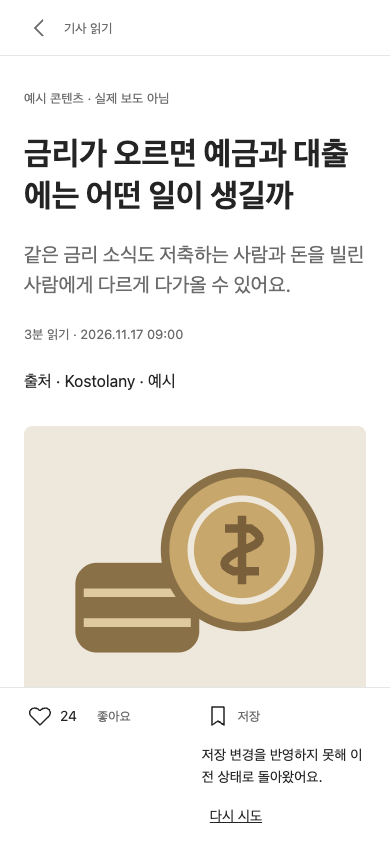 기사 읽기
예시 콘텐츠 · 실제 보도 아님
금리가 오르면 예금과 대출
에는 어떤 일이 생길까
같은 금리 소식도 저축하는 사람과 돈을 빌린
사람에게 다르게 다가올 수 있어요.
3분 읽기 · 2026.11.17 09:00
출처 · Kostolany · 예시
24 좋아요
저장
저장 변경을 반영하지 못해 이
전 상태로 돌아왔어요.
다시 시도